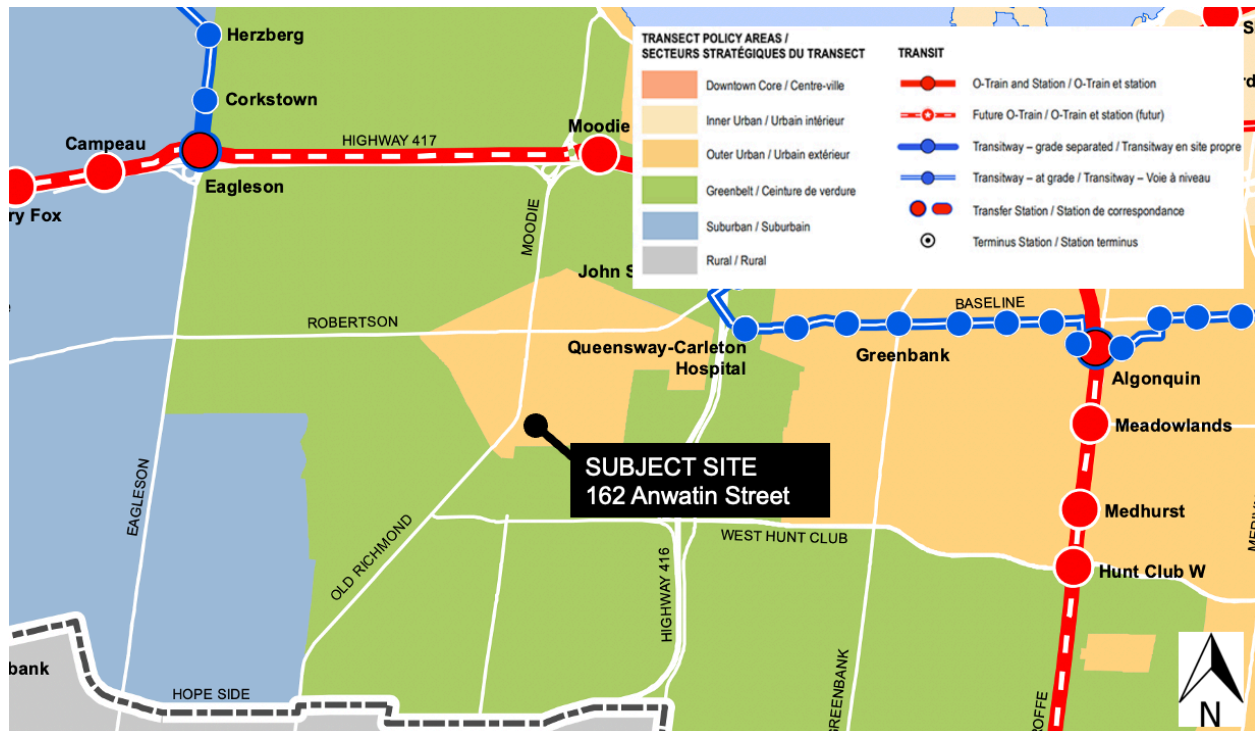 Herzberg
Corkstown
Campeau
HIGHWAY 417
Moodie
Eagleson
ry Fox
MOODIE
John S
ROBERTSON
BASELINE
Queensway-Carleton
Hospital
Greenbank
Algonquin
Meadowlands
SUBJECT SITE
162 Anwatin Street
EAGLESON
Medhurst
WEST HUNT CLUB
OLD RICHMOND
Hunt Club W
HIGHWAY 416
GREENBANK
ROFFE
bank
HOPE SIDE
N
TRANSECT POLICY AREAS /
SECTEURS STRATÉGIQUES DU TRANSECT
Downtown Core / Centre-ville
Inner Urban / Urbain intérieur
Outer Urban / Urbain extérieur
Greenbelt / Ceinture de verdure
Suburban / Suburbain
Rural / Rural
TRANSIT
O-Train and Station / O-Train et station
Future O-Train / O-Train et station (futur)
Transitway – grade separated / Transitway en site propre
Transitway – at grade / Transitway – Voie à niveau
Transfer Station / Station de correspondance
Terminus Station / Station terminus